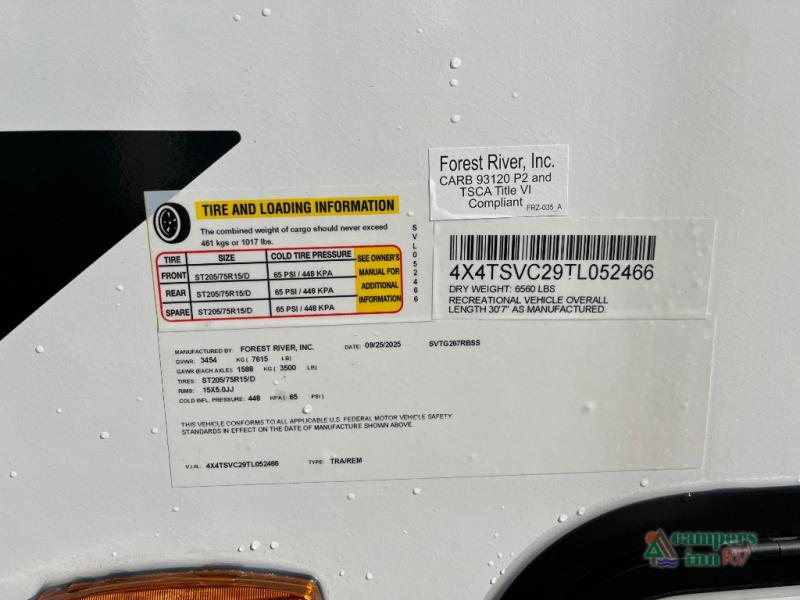 Forest River, Inc.
CARB 93120 P2 and
TSCA Title VI
Compliant FRZ-035_A
TIRE AND LOADING INFORMATION
The combined weight of cargo should never exceed
461 kgs or 1017 lbs.
TIRE SIZE COLD TIRE PRESSURE
FRONT ST205/75R15/D 65 PSI / 448 KPA
REAR ST205/75R15/D 65 PSI / 448 KPA
SPARE ST205/75R15/D 65 PSI / 448 KPA
SEE OWNER'S
MANUAL FOR
ADDITIONAL
INFORMATION
SVL052466
4X4TSVC29TL052466
DRY WEIGHT: 6560 LBS
RECREATIONAL VEHICLE OVERALL
LENGTH 30'7" AS MANUFACTURED.
MANUFACTURED BY: FOREST RIVER, INC. DATE: 09/25/2025 SVTG267RBSS
GVWR: 3454 KG ( 7615 LB)
GAWR (EACH AXLE): 1588 KG ( 3500 LB)
TIRES: ST205/75R15/D
RIMS: 15X5.0JJ
COLD INFL. PRESSURE: 448 KPA ( 65 PSI )
THIS VEHICLE CONFORMS TO ALL APPLICABLE U.S. FEDERAL MOTOR VEHICLE SAFETY
STANDARDS IN EFFECT ON THE DATE OF MANUFACTURE SHOWN ABOVE.
V.I.N.: 4X4TSVC29TL052466 TYPE: TRA/REM
campers
inn RV